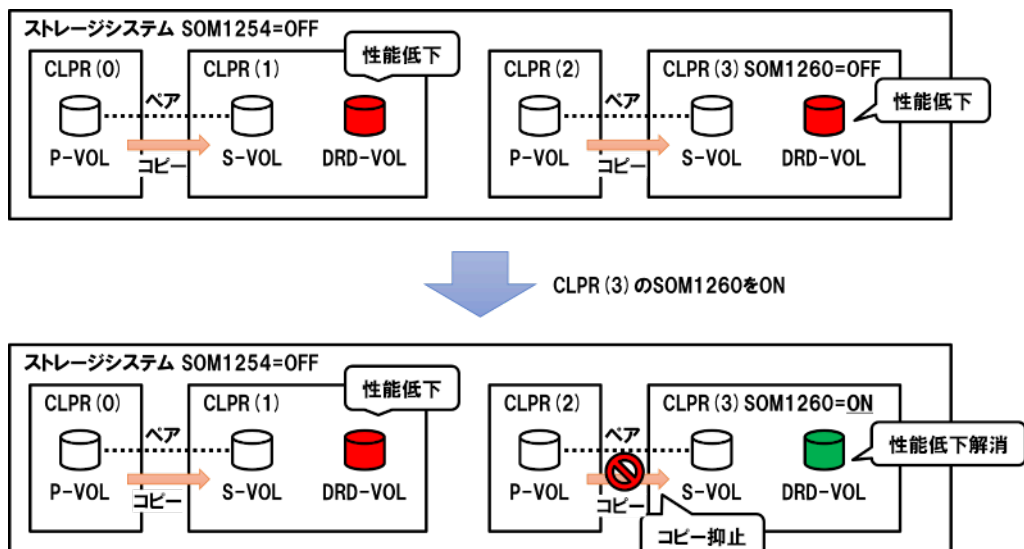 ストレージシステム SOM1254=OFF
CLPR(0)
CLPR(1)
性能低下
CLPR(2)
CLPR(3) SOM1260=OFF
性能低下
ペア
ペア
P-VOL
コピー
S-VOL
DRD-VOL
P-VOL
コピー
S-VOL
DRD-VOL
CLPR(3)のSOM1260をON
ストレージシステム SOM1254=OFF
CLPR(0)
CLPR(1)
性能低下
CLPR(2)
CLPR(3) SOM1260=ON
性能低下解消
ペア
ペア
P-VOL
コピー
S-VOL
DRD-VOL
P-VOL
コピー
S-VOL
DRD-VOL
コピー抑止